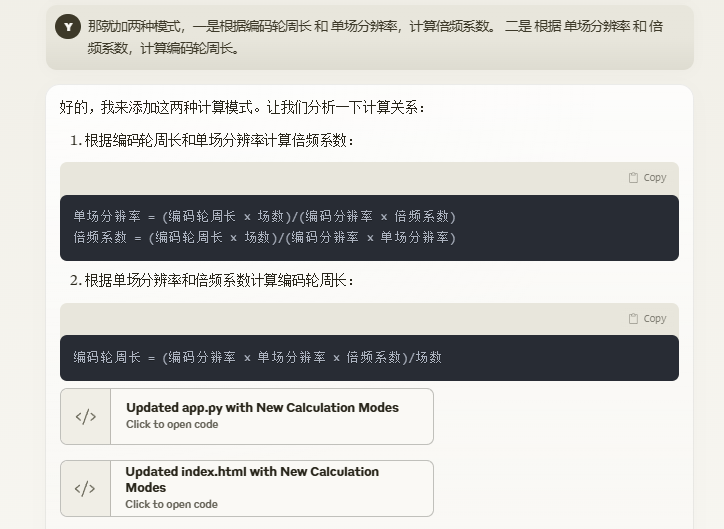 Y
那就加两种模式，一是根据编码轮周长 和 单场分辨率，计算倍频系数。 二是 根据 单场分辨率 和 倍
频系数，计算编码轮周长。
好的，我来添加这两种计算模式。让我们分析一下计算关系：
1. 根据编码轮周长和单场分辨率计算倍频系数：
Copy
单场分辨率 = (编码轮周长 × 场数)/(编码分辨率 × 倍频系数)
倍频系数 = (编码轮周长 × 场数)/(编码分辨率 × 单场分辨率)
2. 根据单场分辨率和倍频系数计算编码轮周长：
Copy
编码轮周长 = (编码分辨率 × 单场分辨率 × 倍频系数)/场数
</> Updated app.py with New Calculation Modes
Click to open code
</> Updated index.html with New Calculation
Modes
Click to open code